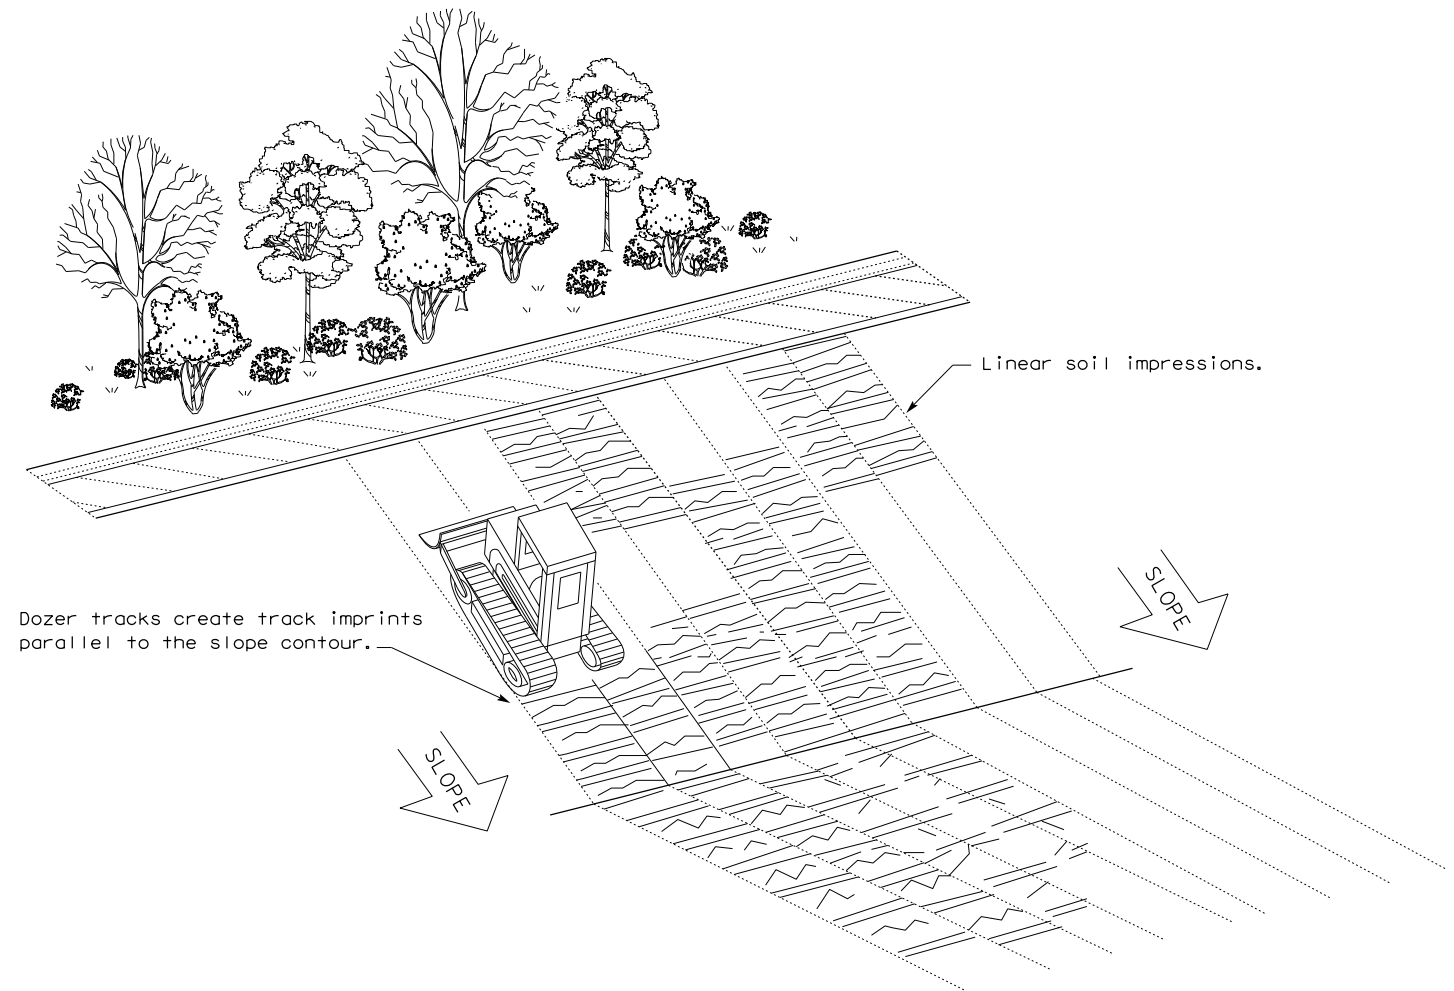 Linear soil impressions.
SLOPE
Dozer tracks create track imprints
parallel to the slope contour.
SLOPE